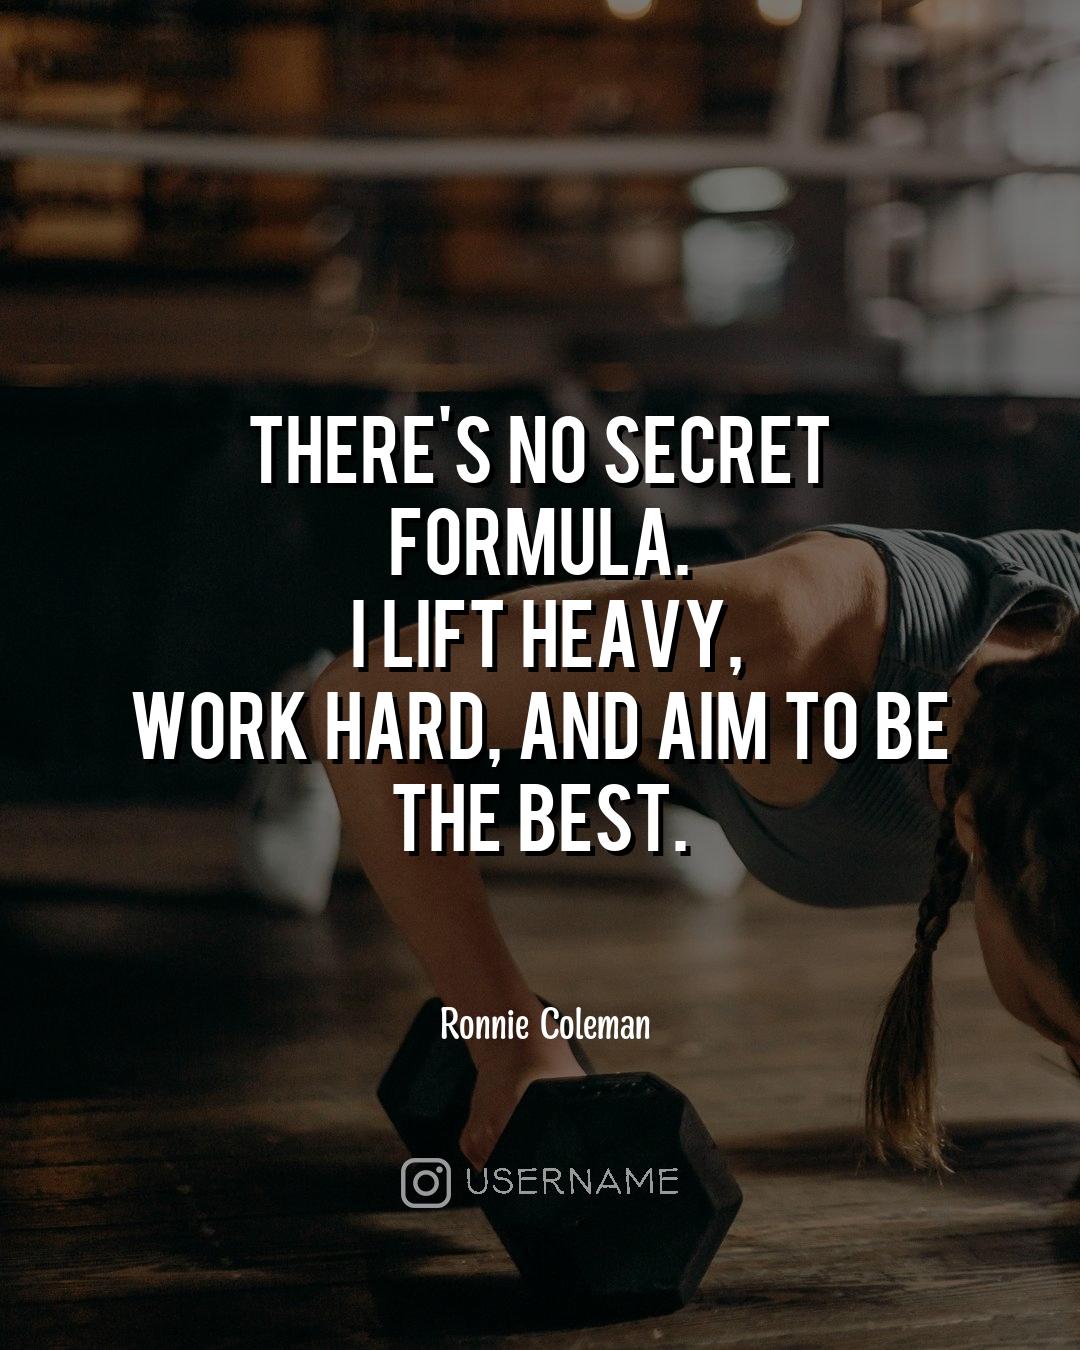 THERE'S NO SECRET
FORMULA.
I LIFT HEAVY,
WORK HARD, AND AIM TO BE
THE BEST.
Ronnie Coleman
USERNAME